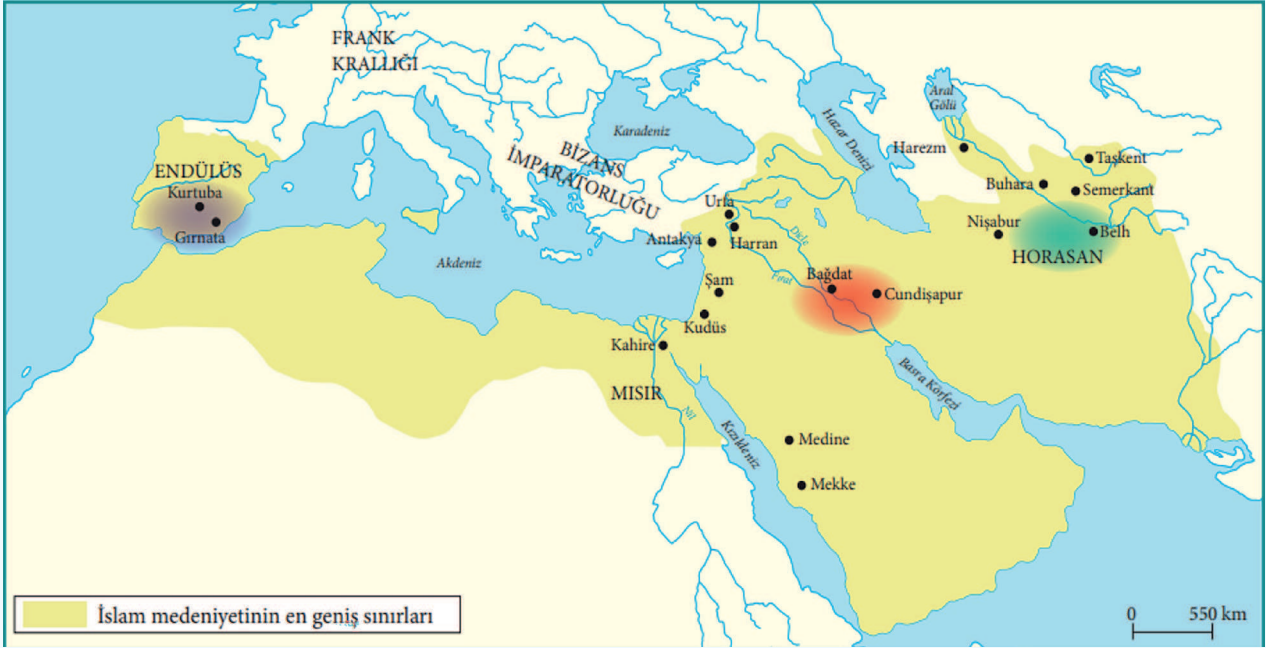 FRANK
KRALLIĞI
Aral
Gölü
Karadeniz
Hazar Denizi
BİZANS
İMPARATORLUĞU
Harezm
Taşkent
ENDÜLÜS
Kurtuba
Gırnata
Buhara
Semerkant
Urfa
Harran
Antakya
Dicle
Nişabur
Belh
HORASAN
Akdeniz
Fırat
Bağdat
Cundişapur
Şam
Kudüs
Kahire
MISIR
Nil
Basra Körfezi
Kızıldeniz
Medine
Mekke
İslam medeniyetinin en geniş sınırları
0 550 km